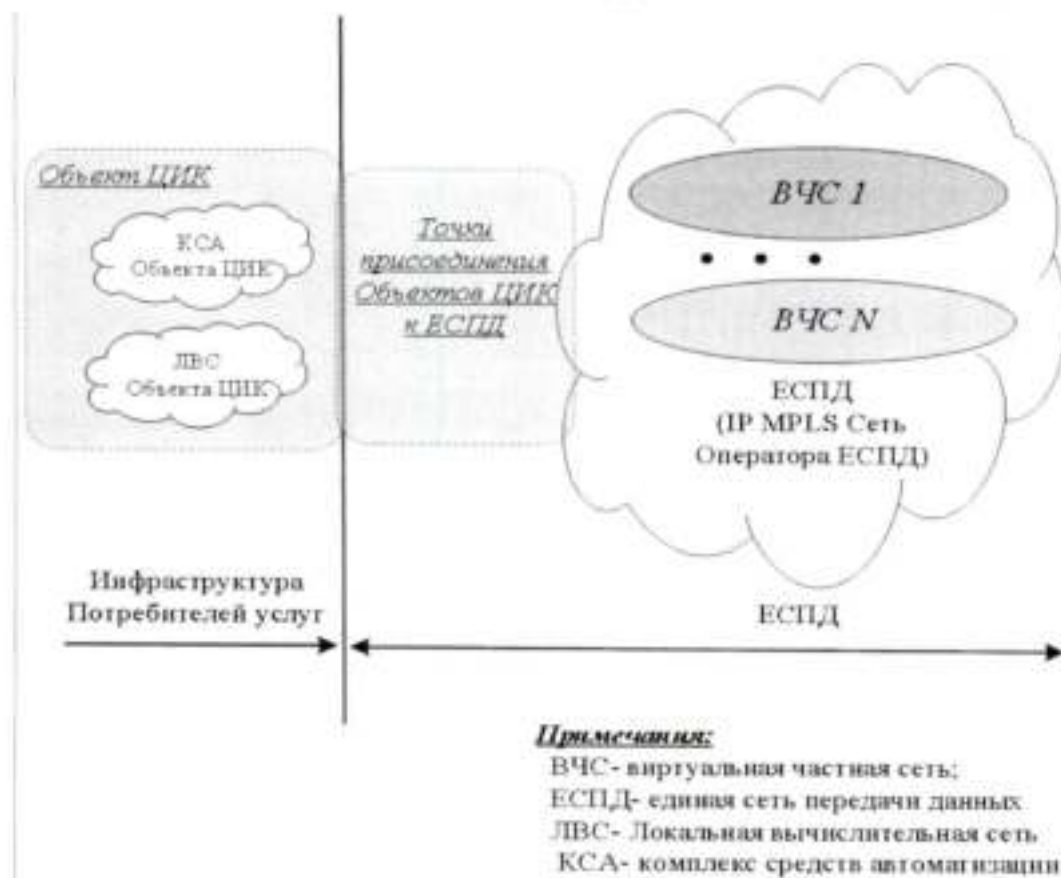 Объект ЦИК
КСА
Объекта ЦИК
ЛВС
Объекта ЦИК
Точки
присоединения
Объектов ЦИК
к ЕСПД
ВЧС 1
• • •
ВЧС N
ЕСПД
(IP MPLS Сеть
Оператора ЕСПД)
Инфраструктура
Потребителей услуг
ЕСПД
Примечания:
ВЧС- виртуальная частная сеть;
ЕСПД- единая сеть передачи данных
ЛВС- Локальная вычислительная сеть
КСА- комплекс средств автоматизации